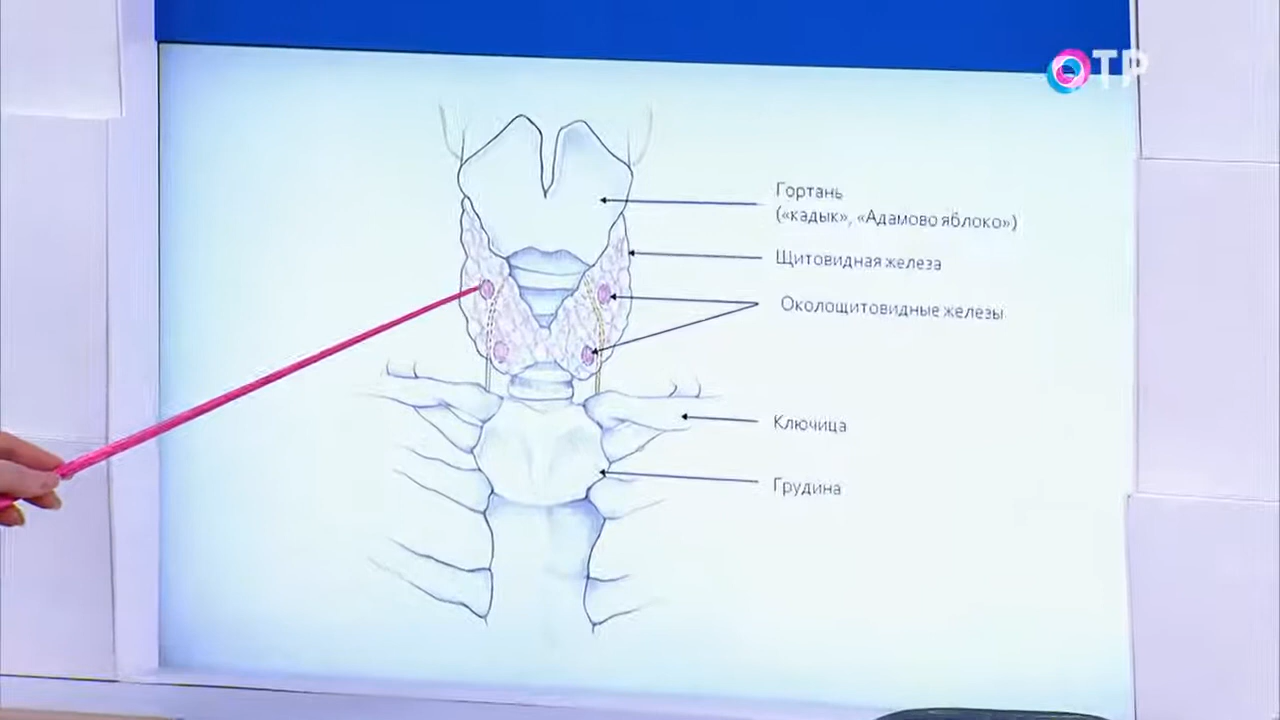 ОТР
Гортань
(«кадык», «Адамово яблоко»)
Щитовидная железа
Околощитовидные железы
Ключица
Грудина